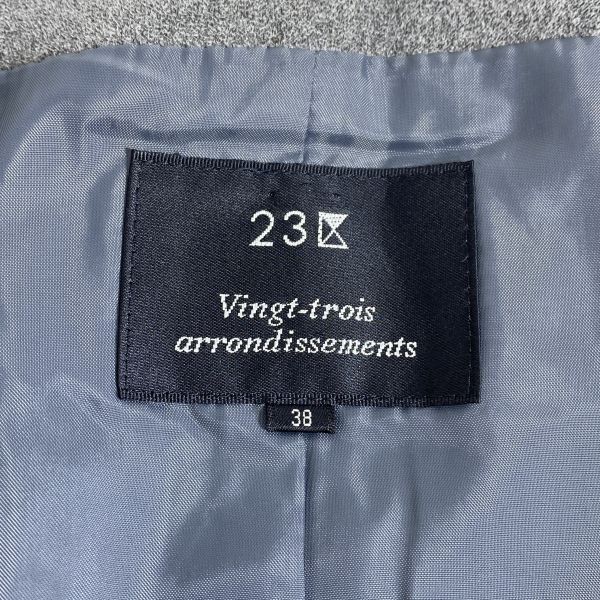 23区
Vingt-trois
arrondissements
38